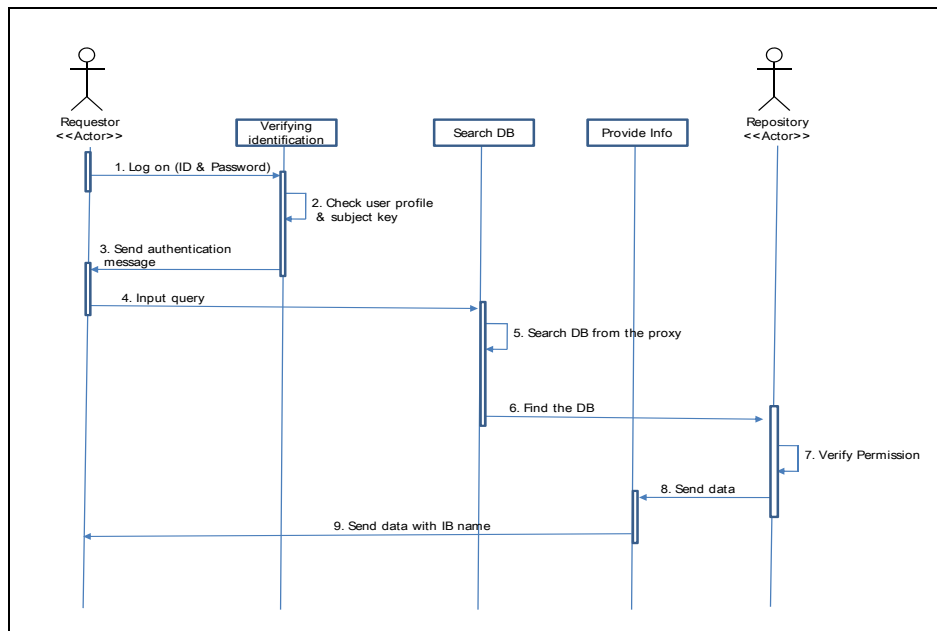 Requestor
<<Actor>>
Verifying
identification
Search DB
Provide Info
Repository
<<Actor>>
1. Log on (ID & Password)
2. Check user profile
& subject key
3. Send authentication
message
4. Input query
5. Search DB from the proxy
6. Find the DB
7. Verify Permission
8. Send data
9. Send data with IB name